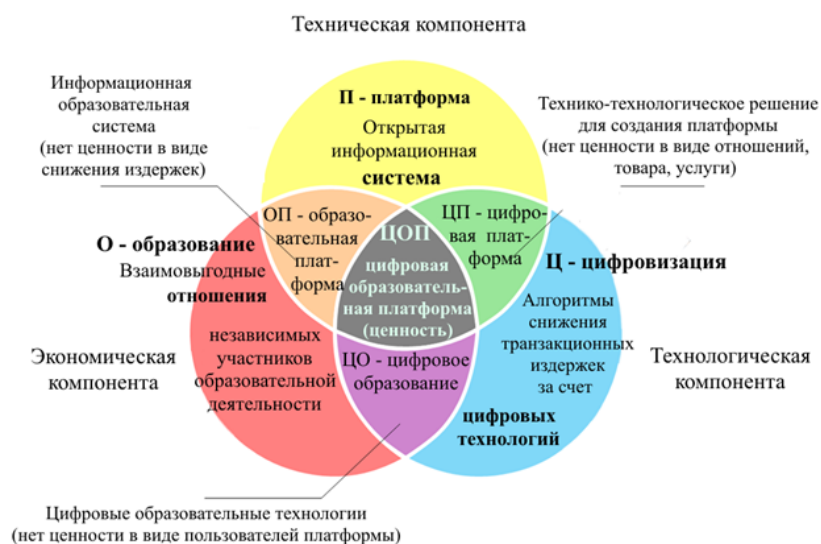 Техническая компонента
Информационная
образовательная
система
(нет ценности в виде
снижения издержек)
П - платформа
Открытая
информационная
система
Технико-технологическое решение
для создания платформы
(нет ценности в виде отношений,
товара, услуги)
ОП - образо-
вательная
плат-
форма
ЦОП
цифровая
образователь-
ная платформа
(ценность)
ЦП - цифро-
вая плат-
форма
О - образование
Взаимовыгодные
отношения
независимых
участников
образовательной
деятельности
Ц - цифровизация
Алгоритмы
снижения
транзакционных
издержек
за счет
цифровых
технологий
Экономическая
компонента
ЦО - цифровое
образование
Технологическая
компонента
Цифровые образовательные технологии
(нет ценности в виде пользователей платформы)